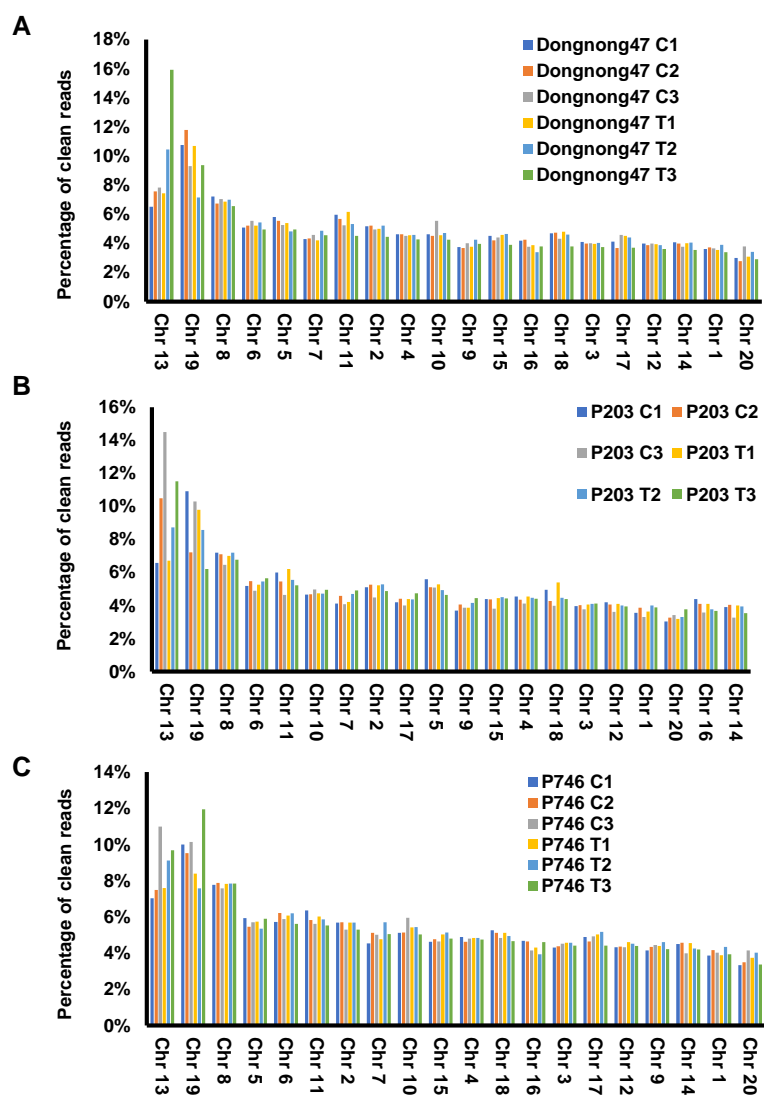 A
Percentage of clean reads
18%
16%
14%
12%
10%
8%
6%
4%
2%
0%
Dongnong47 C1
Dongnong47 C2
Dongnong47 C3
Dongnong47 T1
Dongnong47 T2
Dongnong47 T3
Chr 13
Chr 19
Chr 8
Chr 6
Chr 5
Chr 7
Chr 11
Chr 2
Chr 4
Chr 10
Chr 9
Chr 15
Chr 16
Chr 18
Chr 3
Chr 17
Chr 12
Chr 14
Chr 1
Chr 20
B
Percentage of clean reads
16%
14%
12%
10%
8%
6%
4%
2%
0%
P203 C1 P203 C2
P203 C3 P203 T1
P203 T2 P203 T3
Chr 13
Chr 19
Chr 8
Chr 6
Chr 11
Chr 10
Chr 7
Chr 2
Chr 17
Chr 5
Chr 9
Chr 15
Chr 4
Chr 18
Chr 3
Chr 12
Chr 1
Chr 20
Chr 16
Chr 14
C
Percentage of clean reads
14%
12%
10%
8%
6%
4%
2%
0%
P746 C1
P746 C2
P746 C3
P746 T1
P746 T2
P746 T3
Chr 13
Chr 19
Chr 8
Chr 5
Chr 6
Chr 11
Chr 2
Chr 7
Chr 10
Chr 15
Chr 4
Chr 18
Chr 16
Chr 3
Chr 17
Chr 12
Chr 9
Chr 14
Chr 1
Chr 20